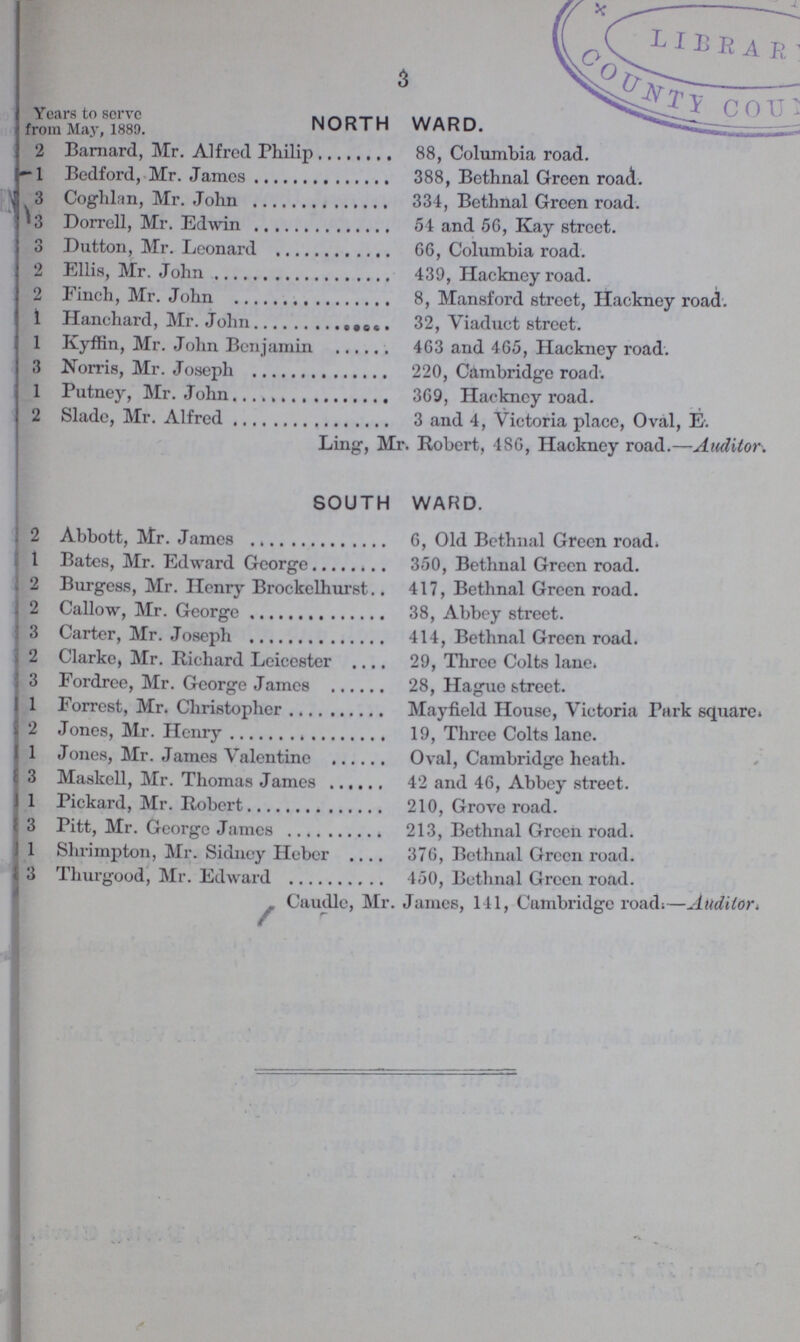 LIBRAR
COUNTY COU
3
Years to serve
from May, 1889.
NORTH WARD.
2 Barnard, Mr. Alfred Philip ........ 88, Columbia road.
1 Bedford, Mr. James .............. 388, Bethnal Green road.
3 Coghlan, Mr. John .............. 334, Bethnal Green road.
3 Dorrell, Mr. Edwin .............. 54 and 56, Kay street.
3 Dutton, Mr. Leonard ............ 66, Columbia road.
2 Ellis, Mr. John .................. 439, Hackney road.
2 Finch, Mr. John ................ 8, Mansford street, Hackney road.
1 Hanchard, Mr. John.............. 32, Viaduct street.
1 Kyffin, Mr. John Benjamin ...... 463 and 465, Hackney road.
3 Norris, Mr. Joseph .............. 220, Cambridge road.
1 Putney, Mr. John................ 369, Hackney road.
2 Slade, Mr. Alfred ................ 3 and 4, Victoria place, Oval, E.
Ling, Mr. Robert, 486, Hackney road.—Auditor.
SOUTH WARD.
2 Abbott, Mr. James .............. 6, Old Bethnal Green road.
1 Bates, Mr. Edward George........ 350, Bethnal Green road.
2 Burgess, Mr. Henry Brockelhurst.. 417, Bethnal Green road.
2 Callow, Mr. George .............. 38, Abbey street.
3 Carter, Mr. Joseph .............. 414, Bethnal Green road.
2 Clarke, Mr. Richard Leicester .... 29, Three Colts lane.
3 Fordree, Mr. George James ...... 28, Hague street.
1 Forrest, Mr. Christopher .......... Mayfield House, Victoria Park square.
2 Jones, Mr. Henry ................ 19, Three Colts lane.
1 Jones, Mr. James Valentine ...... Oval, Cambridge heath.
3 Maskell, Mr. Thomas James ...... 42 and 46, Abbey street.
1 Pickard, Mr. Robert.............. 210, Grove road.
3 Pitt, Mr. George James .......... 213, Bethnal Green road.
1 Shrimpton, Mr. Sidney Heber .... 376, Bethnal Green road.
3 Thurgood, Mr. Edward .......... 450, Bethnal Green road.
Caudle, Mr. James, 141, Cambridge road.—Auditor.